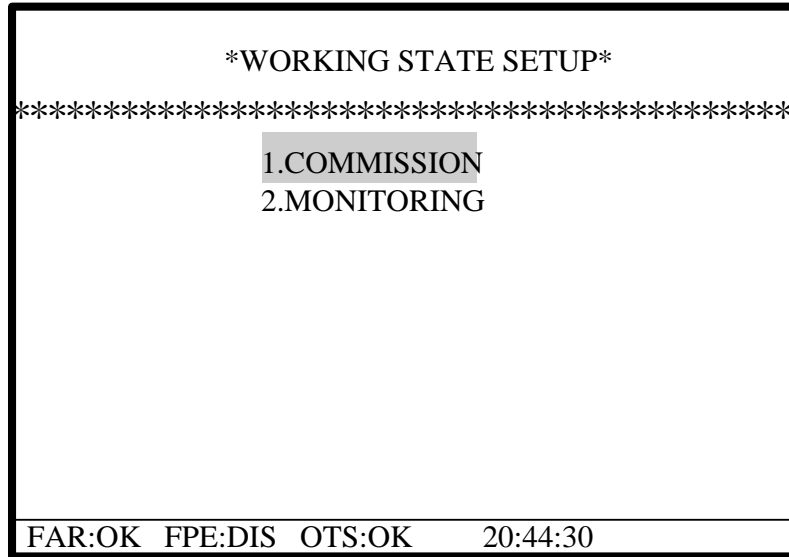 *WORKING STATE SETUP*
*******************************************
1.COMMISSION
2.MONITORING
FAR:OK FPE:DIS OTS:OK 20:44:30